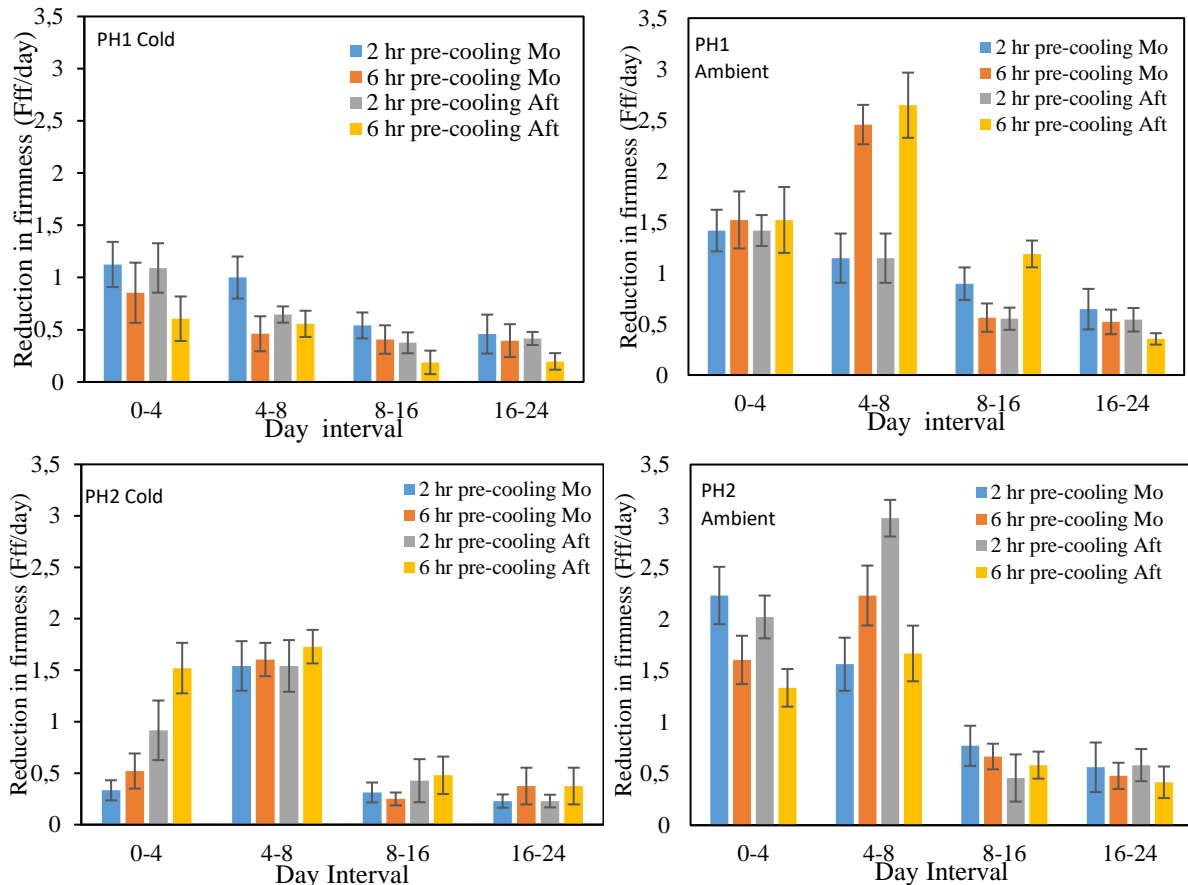 3,5
3
2,5
2
1,5
1
0,5
0
Reduction in firmness (Fff/day)
PH1 Cold
2 hr pre-cooling Mo
6 hr pre-cooling Mo
2 hr pre-cooling Aft
6 hr pre-cooling Aft
0-4 4-8 8-16 16-24
Day interval
3,5
3
2,5
2
1,5
1
0,5
0
Reduction in firmness (Fff/day)
PH1
Ambient
2 hr pre-cooling Mo
6 hr pre-cooling Mo
2 hr pre-cooling Aft
6 hr pre-cooling Aft
0-4 4-8 8-16 16-24
Day interval
3,5
3
2,5
2
1,5
1
0,5
0
Reduction in firmness (Fff/day)
PH2 Cold
2 hr pre-cooling Mo
6 hr pre-cooling Mo
2 hr pre-cooling Aft
6 hr pre-cooling Aft
0-4 4-8 8-16 16-24
Day Interval
3,5
3
2,5
2
1,5
1
0,5
0
Reduction in firmness (Fff/day)
PH2
Ambient
2 hr pre-cooling Mo
6 hr pre-cooling Mo
2 hr pre-cooling Aft
6 hr pre-cooling Aft
0-4 4-8 8-16 16-24
Day Interval